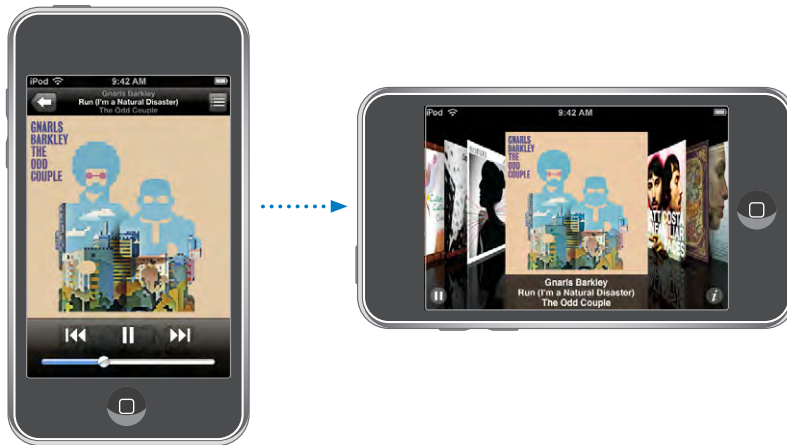 iPod 9:42 AM
Gnarls Barkley
Run (I'm a Natural Disaster)
The Odd Couple
GNARLS
BARKLEY
THE
ODD
COUPLE
iPod 9:42 AM
GNARLS
BARKLEY
THE
ODD
COUPLE
Gnarls Barkley
Run (I'm a Natural Disaster)
The Odd Couple
i